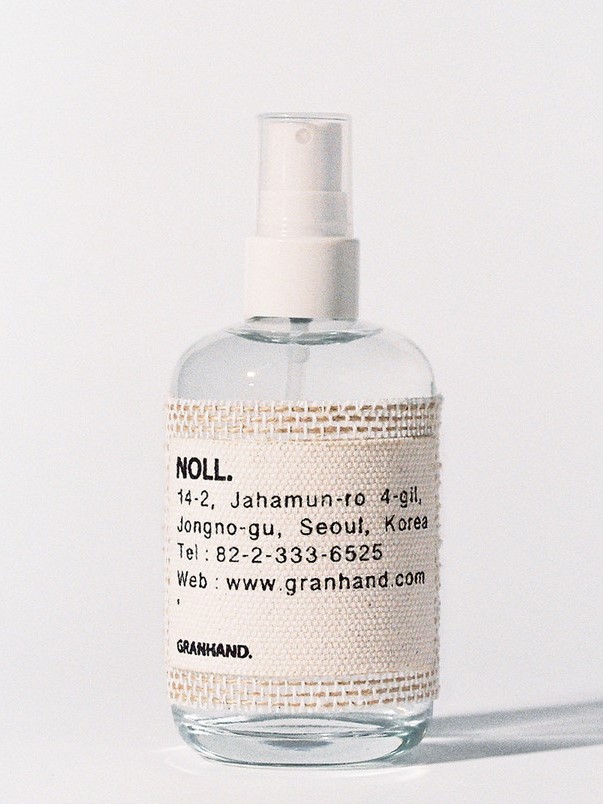 NOLL.
14-2, Jahamun-ro 4-gil,
Jongno-gu, Seoul, Korea
Tel : 82-2-333-6525
Web : www.granhand.com
'
GRANHAND.